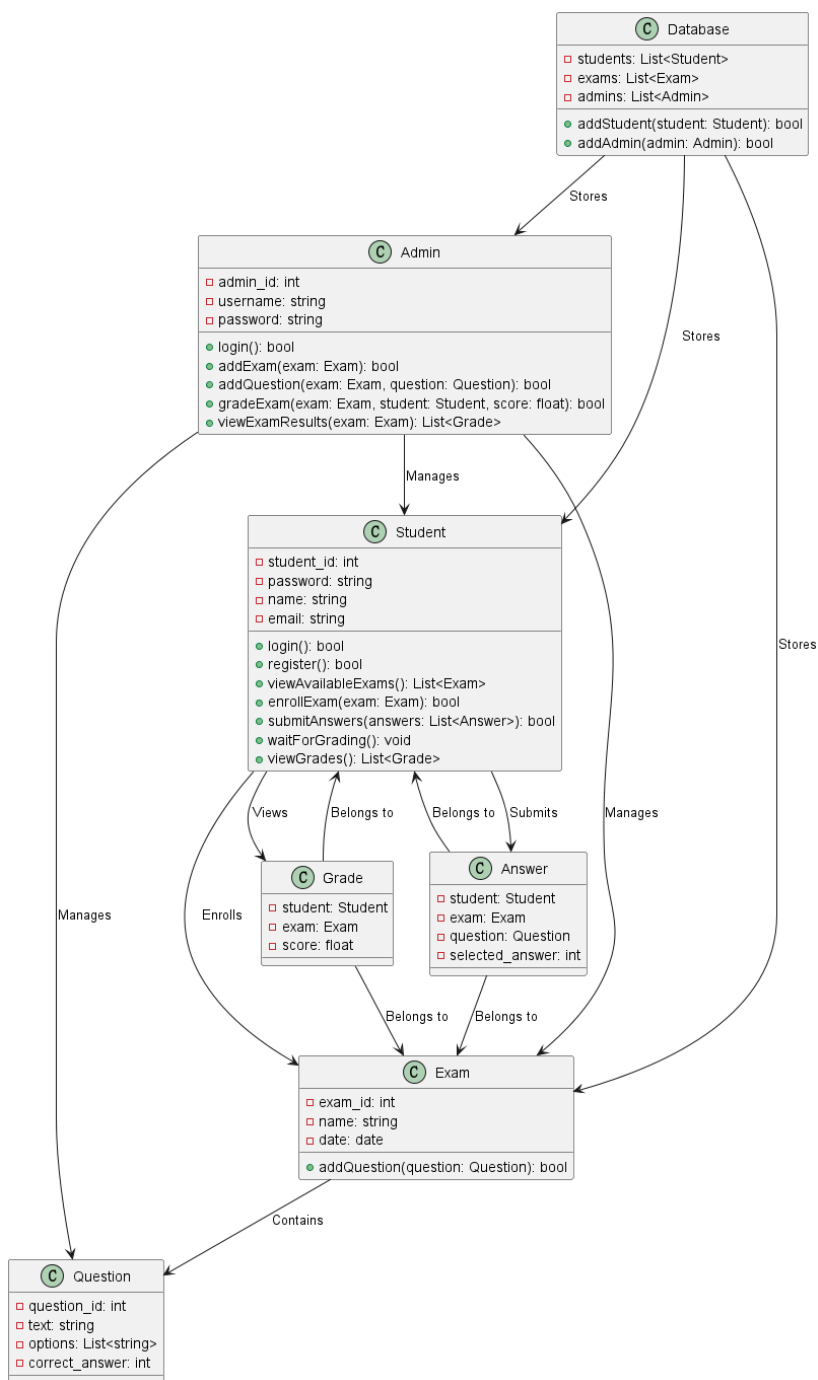 C Database
students: List<Student>
exams: List<Exam>
admins: List<Admin>
addStudent(student: Student): bool
addAdmin(admin: Admin): bool
Stores
C Admin
admin_id: int
username: string
password: string
login(): bool
addExam(exam: Exam): bool
addQuestion(exam: Exam, question: Question): bool
gradeExam(exam: Exam, student: Student, score: float): bool
viewExamResults(exam: Exam): List<Grade>
Stores
Manages
C Student
student_id: int
password: string
name: string
email: string
login(): bool
register(): bool
viewAvailableExams(): List<Exam>
enrollExam(exam: Exam): bool
submitAnswers(answers: List<Answer>): bool
waitForGrading(): void
viewGrades(): List<Grade>
Stores
Views
Belongs to
Belongs to
Submits
Manages
C Grade
student: Student
exam: Exam
score: float
C Answer
student: Student
exam: Exam
question: Question
selected_answer: int
Manages
Enrolls
Belongs to
Belongs to
C Exam
exam_id: int
name: string
date: date
addQuestion(question: Question): bool
Contains
C Question
question_id: int
text: string
options: List<string>
correct_answer: int